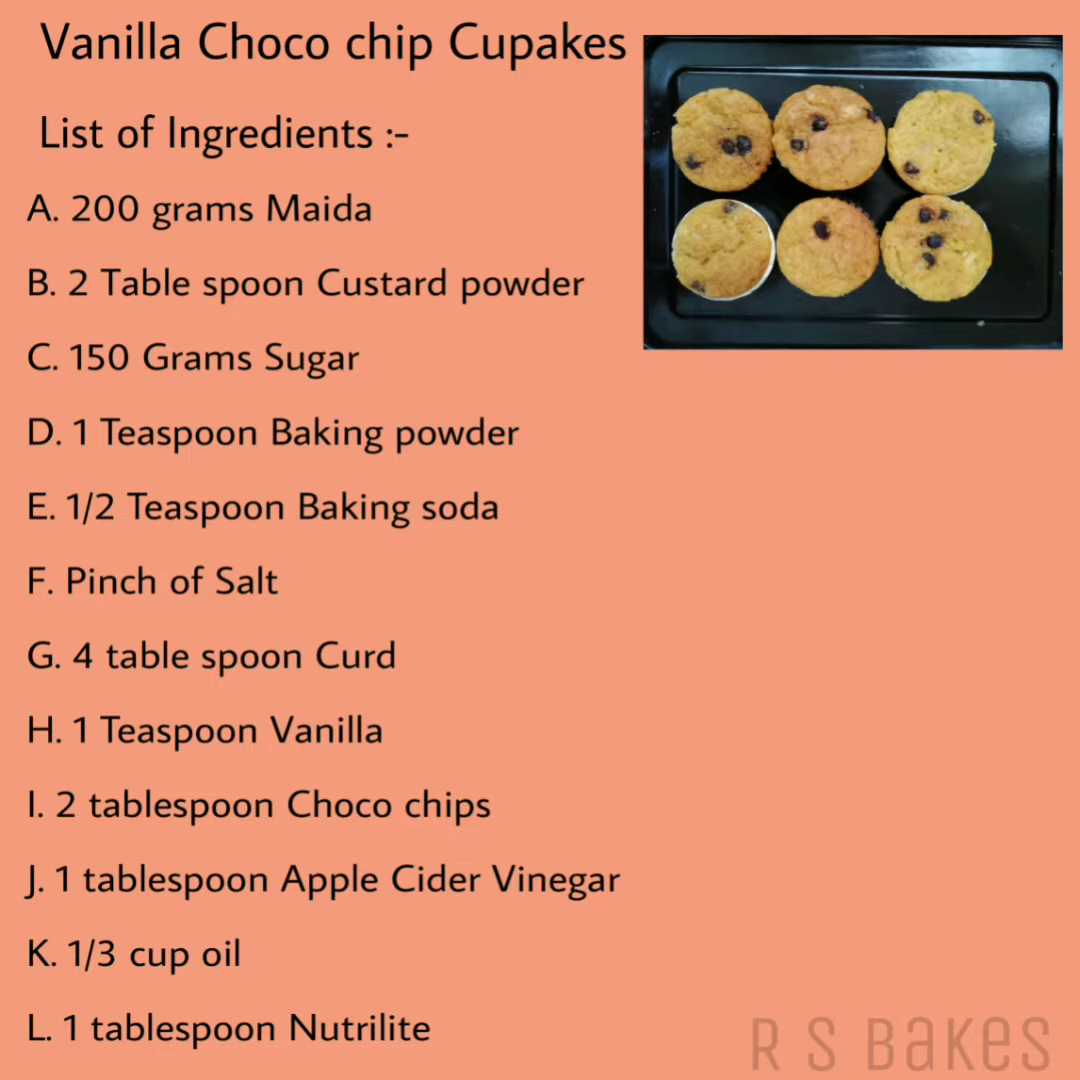 Vanilla Choco chip Cupakes
List of Ingredients :-
A. 200 grams Maida
B. 2 Table spoon Custard powder
C. 150 Grams Sugar
D. 1 Teaspoon Baking powder
E. 1/2 Teaspoon Baking soda
F. Pinch of Salt
G. 4 table spoon Curd
H. 1 Teaspoon Vanilla
I. 2 tablespoon Choco chips
J. 1 tablespoon Apple Cider Vinegar
K. 1/3 cup oil
L. 1 tablespoon Nutrilite
R S BaKes